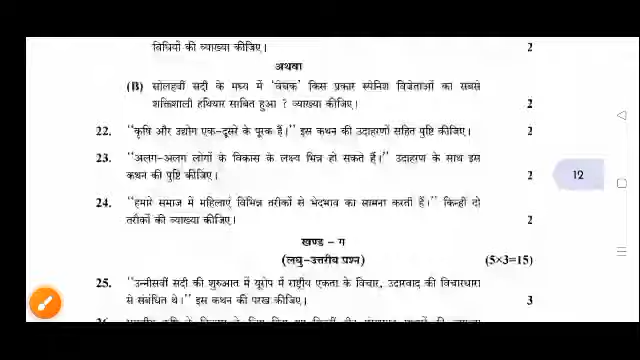 विधियों की व्याख्या कीजिए। 2
अथवा
(B) सोलहवीं सदी के मध्य में 'चेचक' किस प्रकार स्पेनिश विजेताओं का सबसे
शक्तिशाली हथियार साबित हुआ ? व्याख्या कीजिए। 2
22. "कृषि और उद्योग एक-दूसरे के पूरक हैं।" इस कथन की उदाहरणों सहित पुष्टि कीजिए। 2
23. "अलग-अलग लोगों के विकास के लक्ष्य भिन्न हो सकते हैं।" उदाहरण के साथ इस
कथन की पुष्टि कीजिए। 2
12
24. "हमारे समाज में महिलाएं विभिन्न तरीकों से भेदभाव का सामना करती हैं।" किन्हीं दो
तरीकों की व्याख्या कीजिए। 2
खण्ड - ग
(लघु-उत्तरीय प्रश्न) (5×3=15)
25. "उन्नीसवीं सदी की शुरुआत में यूरोप में राष्ट्रीय एकता के विचार, उदारवाद की विचारधारा
से संबंधित थे।" इस कथन की परख कीजिए। 3